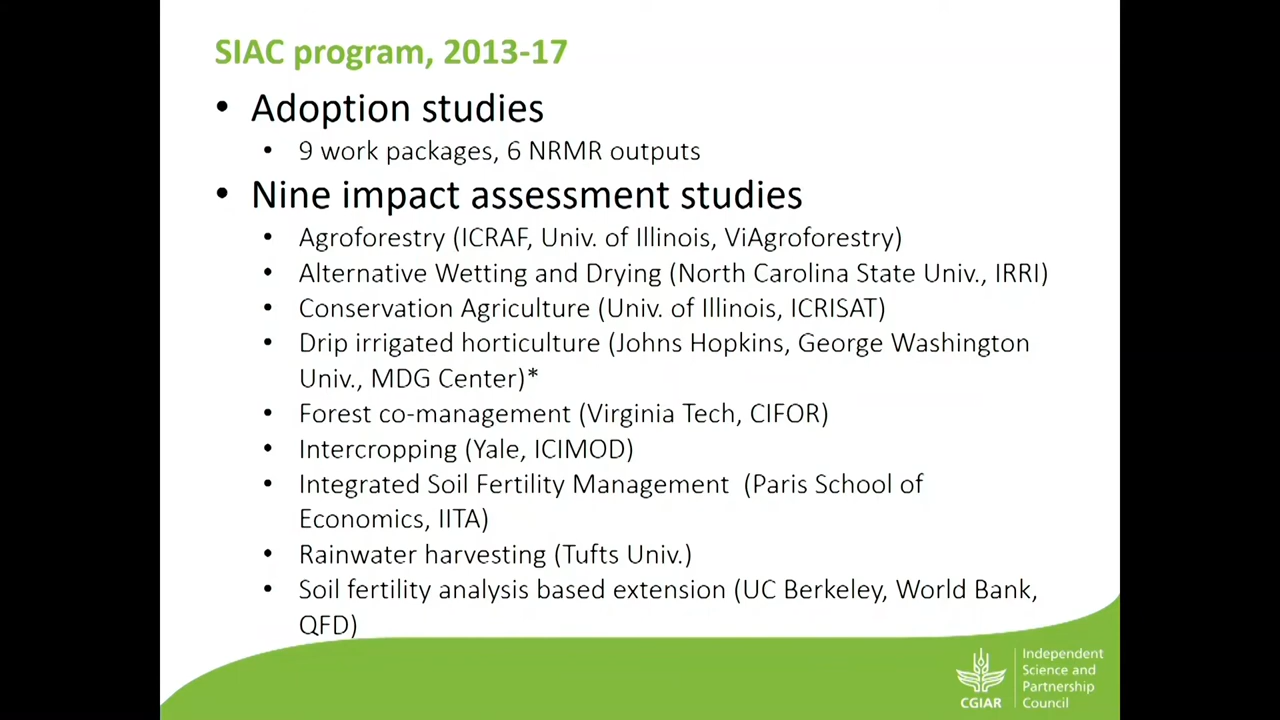 SIAC program, 2013-17
• Adoption studies
• 9 work packages, 6 NRMR outputs
• Nine impact assessment studies
• Agroforestry (ICRAF, Univ. of Illinois, ViAgroforestry)
• Alternative Wetting and Drying (North Carolina State Univ., IRRI)
• Conservation Agriculture (Univ. of Illinois, ICRISAT)
• Drip irrigated horticulture (Johns Hopkins, George Washington
Univ., MDG Center)*
• Forest co-management (Virginia Tech, CIFOR)
• Intercropping (Yale, ICIMOD)
• Integrated Soil Fertility Management  (Paris School of
Economics, IITA)
• Rainwater harvesting (Tufts Univ.)
• Soil fertility analysis based extension (UC Berkeley, World Bank,
QFD)
CGIAR
Independent
Science and
Partnership
Council